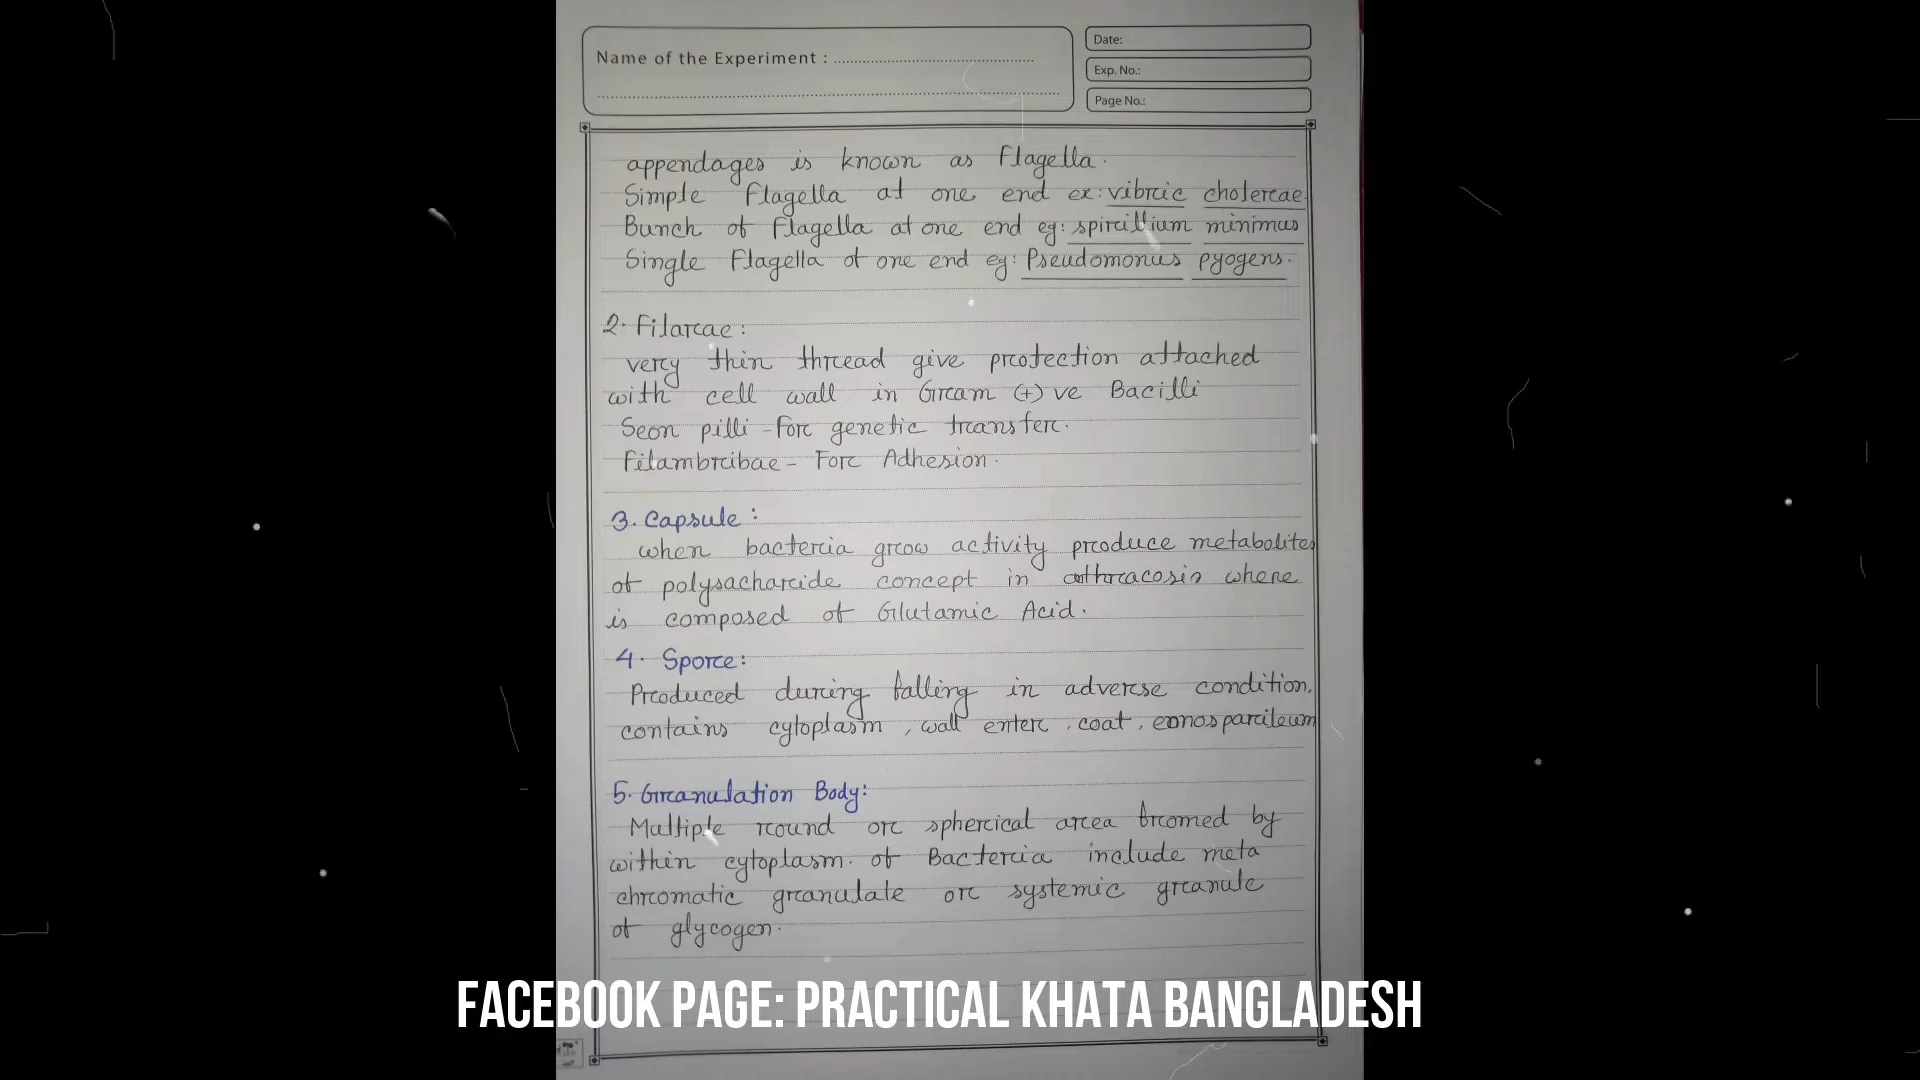 Name of the Experiment :
Date:
Exp. No.:
Page No.:
appendages is known as Flagella.
Simple Flagella at one end ex: vibric cholercae
Bunch of Flagella at one end eg: spirillium minimus
Single Flagella of one end eg: Pseudomonus pyogens.
2. Filarcae:
very thin thread give protection attached
with cell wall in Gram (+) ve Bacilli
Seon pilli - For genetic transfer.
Filambribae - For Adhesion.
3. Capsule:
when bacteria grow activity produce metabolites
of polysacharide concept in anthracosis where
is composed of Glutamic Acid.
4. Spore:
Produced during falling in adverse condition,
contains cytoplasm, wall enter, coat,
5. Granulation Body:
Multiple round or spherical area fromed by
within cytoplasm. of Bacteria include meta
chromatic granulate or systemic granule
of glycogen.
FACEBOOK PAGE: PRACTICAL KHATA BANGLADESH